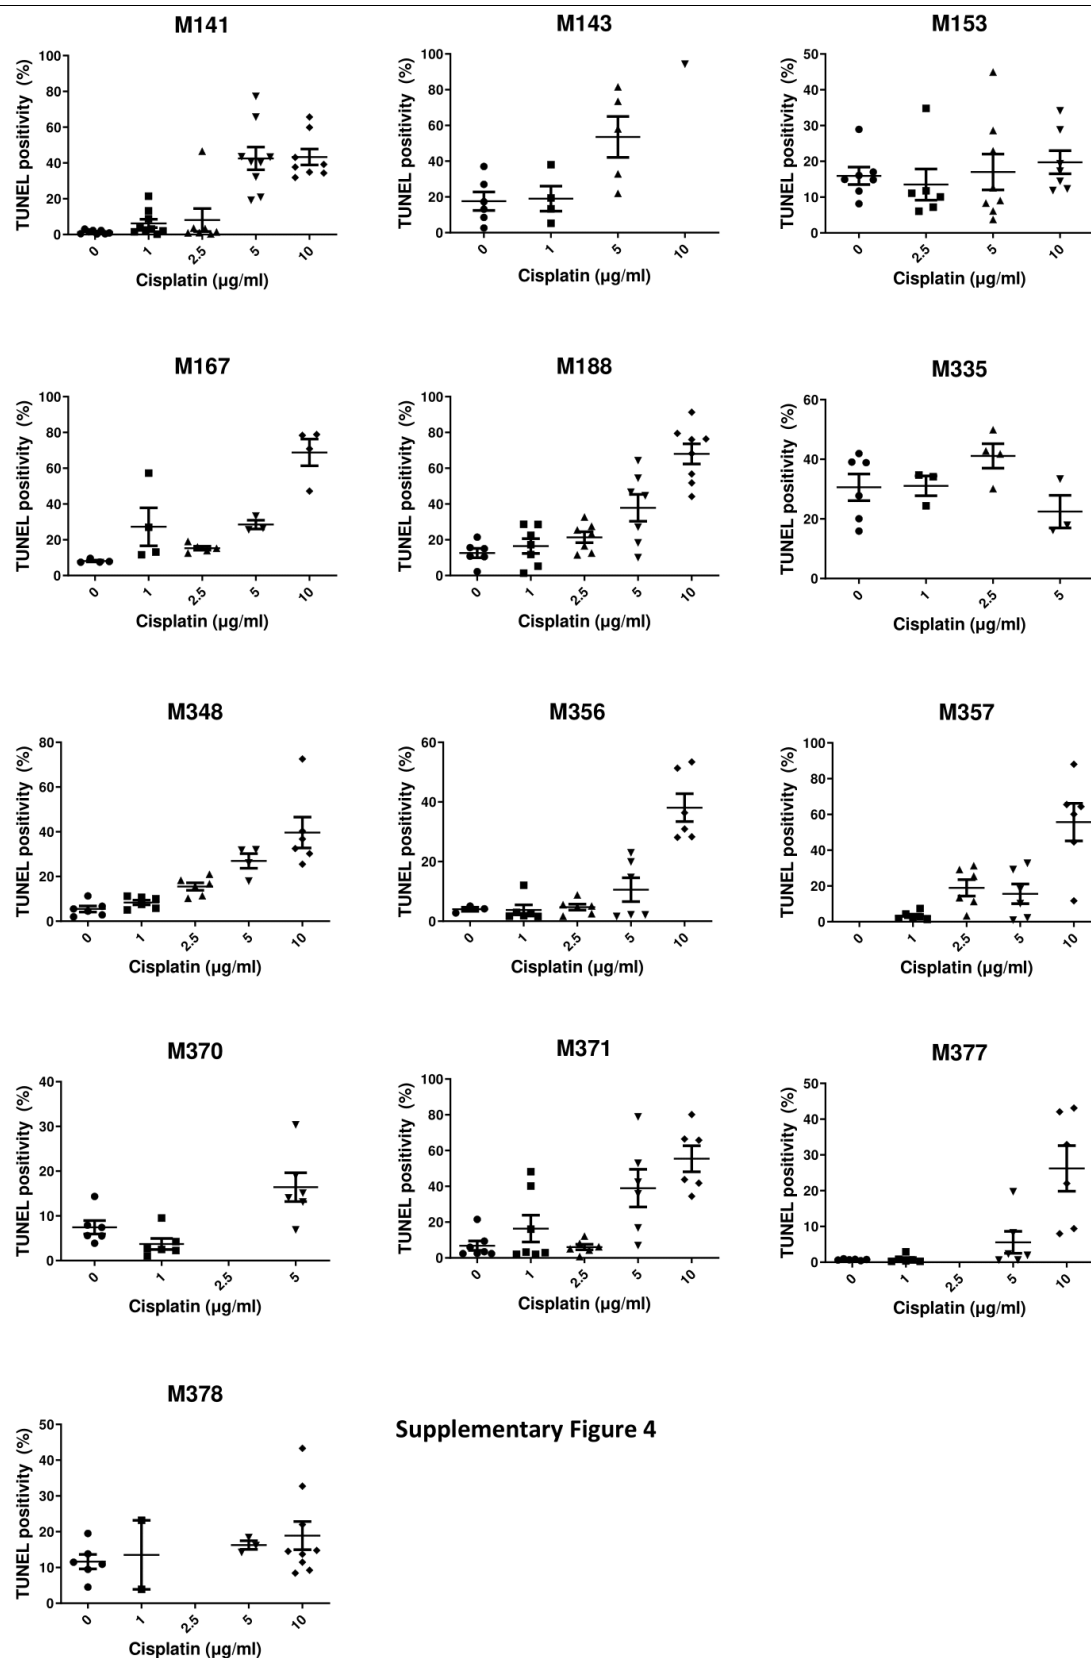 M141
TUNEL positivity (%)
100
80
60
40
20
0
0 1 2.5 5 10
Cisplatin (µg/ml)
M143
TUNEL positivity (%)
100
80
60
40
20
0
0 1 5 10
Cisplatin (µg/ml)
M153
TUNEL positivity (%)
50
40
30
20
10
0
0 2.5 5 10
Cisplatin (µg/ml)
M167
TUNEL positivity (%)
100
80
60
40
20
0
0 1 2.5 5 10
Cisplatin (µg/ml)
M188
TUNEL positivity (%)
100
80
60
40
20
0
0 1 2.5 5 10
Cisplatin (µg/ml)
M335
TUNEL positivity (%)
60
40
20
0
0 1 2.5 5
Cisplatin (µg/ml)
M348
TUNEL positivity (%)
80
60
40
20
0
0 1 2.5 5 10
Cisplatin (µg/ml)
M356
TUNEL positivity (%)
60
40
20
0
0 1 2.5 5 10
Cisplatin (µg/ml)
M357
TUNEL positivity (%)
100
80
60
40
20
0
0 1 2.5 5 10
Cisplatin (µg/ml)
M370
TUNEL positivity (%)
40
30
20
10
0
0 1 2.5 5
Cisplatin (µg/ml)
M371
TUNEL positivity (%)
100
80
60
40
20
0
0 1 2.5 5 10
Cisplatin (µg/ml)
M377
TUNEL positivity (%)
50
40
30
20
10
0
0 1 2.5 5 10
Cisplatin (µg/ml)
M378
TUNEL positivity (%)
50
40
30
20
10
0
0 1 2.5 5 10
Cisplatin (µg/ml)
Supplementary Figure 4